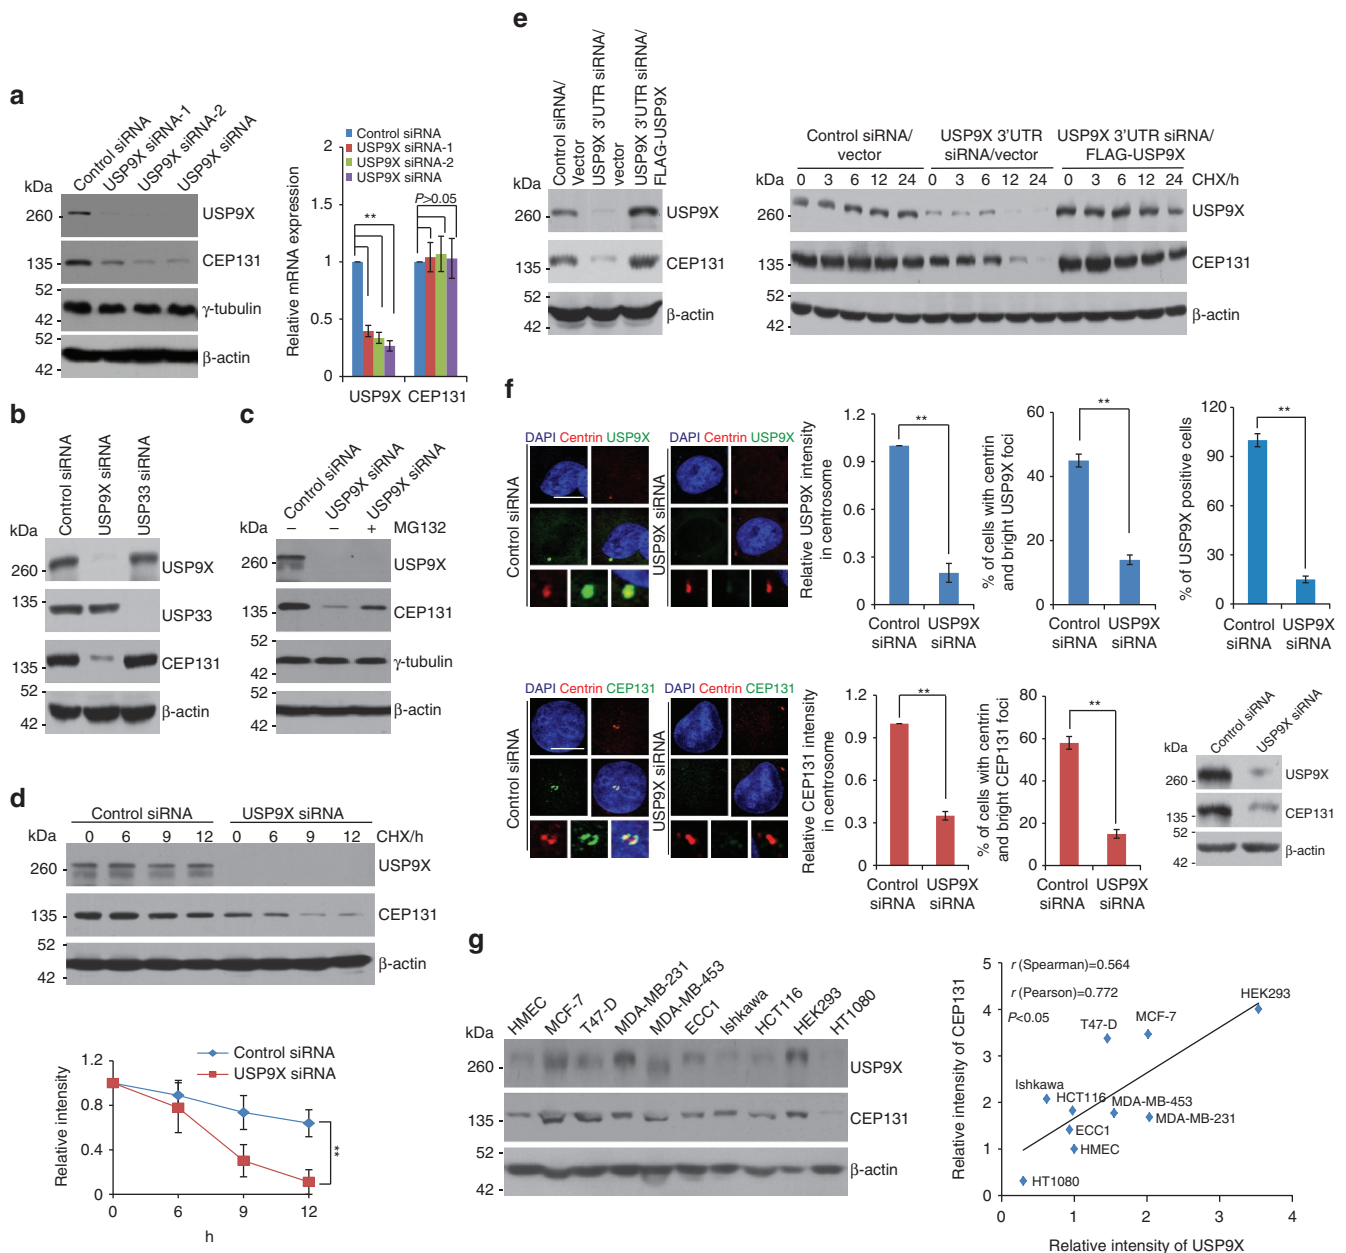 a
Control siRNA
USP9X siRNA-1
USP9X siRNA-2
USP9X siRNA
kDa
260
USP9X
135
CEP131
52
γ-tubulin
42
52
β-actin
42
Relative mRNA expression
2
1.5
1
0.5
0
Control siRNA
USP9X siRNA-1
USP9X siRNA-2
USP9X siRNA
**
P>0.05
USP9X CEP131
b
Control siRNA
USP9X siRNA
USP33 siRNA
kDa
260
USP9X
135
USP33
135
CEP131
52
β-actin
42
c
Control siRNA
USP9X siRNA
USP9X siRNA
kDa
– – + MG132
260
USP9X
135
CEP131
52
γ-tubulin
42
52
β-actin
42
d
Control siRNA USP9X siRNA
kDa
0 6 9 12 0 6 9 12 CHX/h
260
USP9X
135
CEP131
52
β-actin
42
Relative intensity
1.2
0.8
0.4
0
Control siRNA
USP9X siRNA
**
0 6 9 12
h
e
Control siRNA/
Vector
USP9X 3'UTR siRNA/
vector
USP9X 3'UTR siRNA/
FLAG-USP9X
kDa
260
USP9X
135
CEP131
52
β-actin
42
Control siRNA/
vector
USP9X 3'UTR
siRNA/vector
USP9X 3'UTR siRNA/
FLAG-USP9X
kDa 0 3 6 12 24 0 3 6 12 24 0 3 6 12 24 CHX/h
260
USP9X
135
CEP131
52
β-actin
42
f
DAPI Centrin USP9X
DAPI Centrin USP9X
Control siRNA
USP9X siRNA
Relative USP9X intensity
in centrosome
1.2
0.9
0.6
0.3
0
**
Control
siRNA
USP9X
siRNA
% of cells with centrin
and bright USP9X foci
60
40
20
0
**
Control
siRNA
USP9X
siRNA
% of USP9X positive cells
120
90
60
30
0
**
Control
siRNA
USP9X
siRNA
DAPI Centrin CEP131
DAPI Centrin CEP131
Control siRNA
USP9X siRNA
Relative CEP131 intensity
in centrosome
1.2
0.9
0.6
0.3
0
**
Control
siRNA
USP9X
siRNA
% of cells with centrin
and bright CEP131 foci
80
60
40
20
0
**
Control
siRNA
USP9X
siRNA
Control siRNA
USP9X siRNA
kDa
260
USP9X
135
CEP131
52
β-actin
42
g
HMEC
MCF-7
T47-D
MDA-MB-231
MDA-MB-453
ECC1
Ishkawa
HCT116
HEK293
HT1080
kDa
260
USP9X
135
CEP131
52
β-actin
42
Relative intensity of CEP131
5
4
3
2
1
0
r (Spearman)=0.564
r (Pearson)=0.772
P<0.05
HEK293
MCF-7
T47-D
Ishkawa
HCT116
MDA-MB-453
MDA-MB-231
ECC1
HMEC
HT1080
0 1 2 3 4
Relative intensity of USP9X